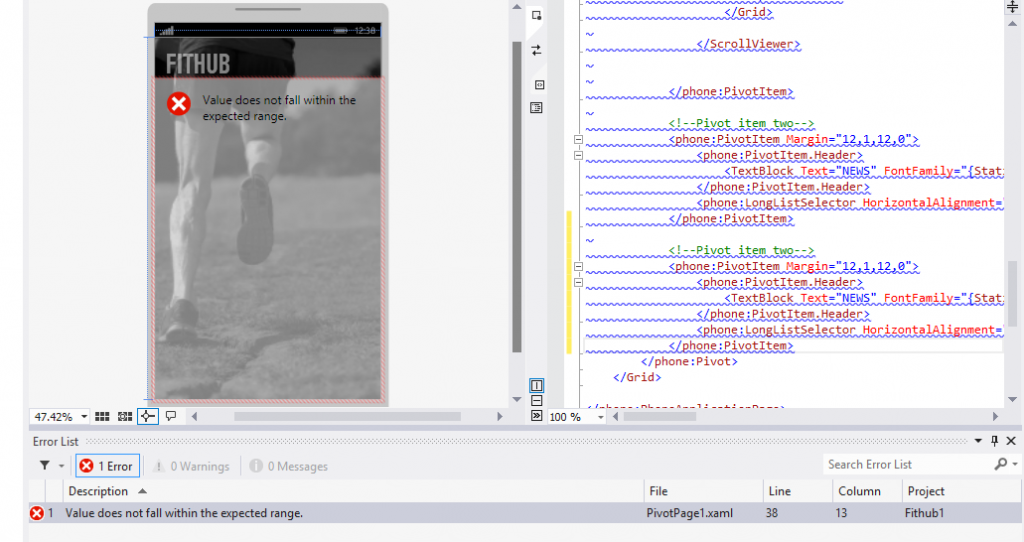 12:38
FITHUB
Value does not fall within the
expected range.
47.42%
</Grid>
</ScrollViewer>
</phone:PivotItem>
<!--Pivot item two-->
<phone:PivotItem Margin="12,1,12,0">
<phone:PivotItem.Header>
<TextBlock Text="NEWS" FontFamily="{Stat
</phone:PivotItem.Header>
<phone:LongListSelector HorizontalAlignment=
</phone:PivotItem>
<!--Pivot item two-->
<phone:PivotItem Margin="12,1,12,0">
<phone:PivotItem.Header>
<TextBlock Text="NEWS" FontFamily="{Stat
</phone:PivotItem.Header>
<phone:LongListSelector HorizontalAlignment=
</phone:PivotItem>
</phone:Pivot>
</Grid>
</phone:PhoneApplicationPage>
100 %
Error List
1 Error 0 Warnings 0 Messages Search Error List
Description File Line Column Project
1 Value does not fall within the expected range. PivotPage1.xaml 38 13 Fithub1